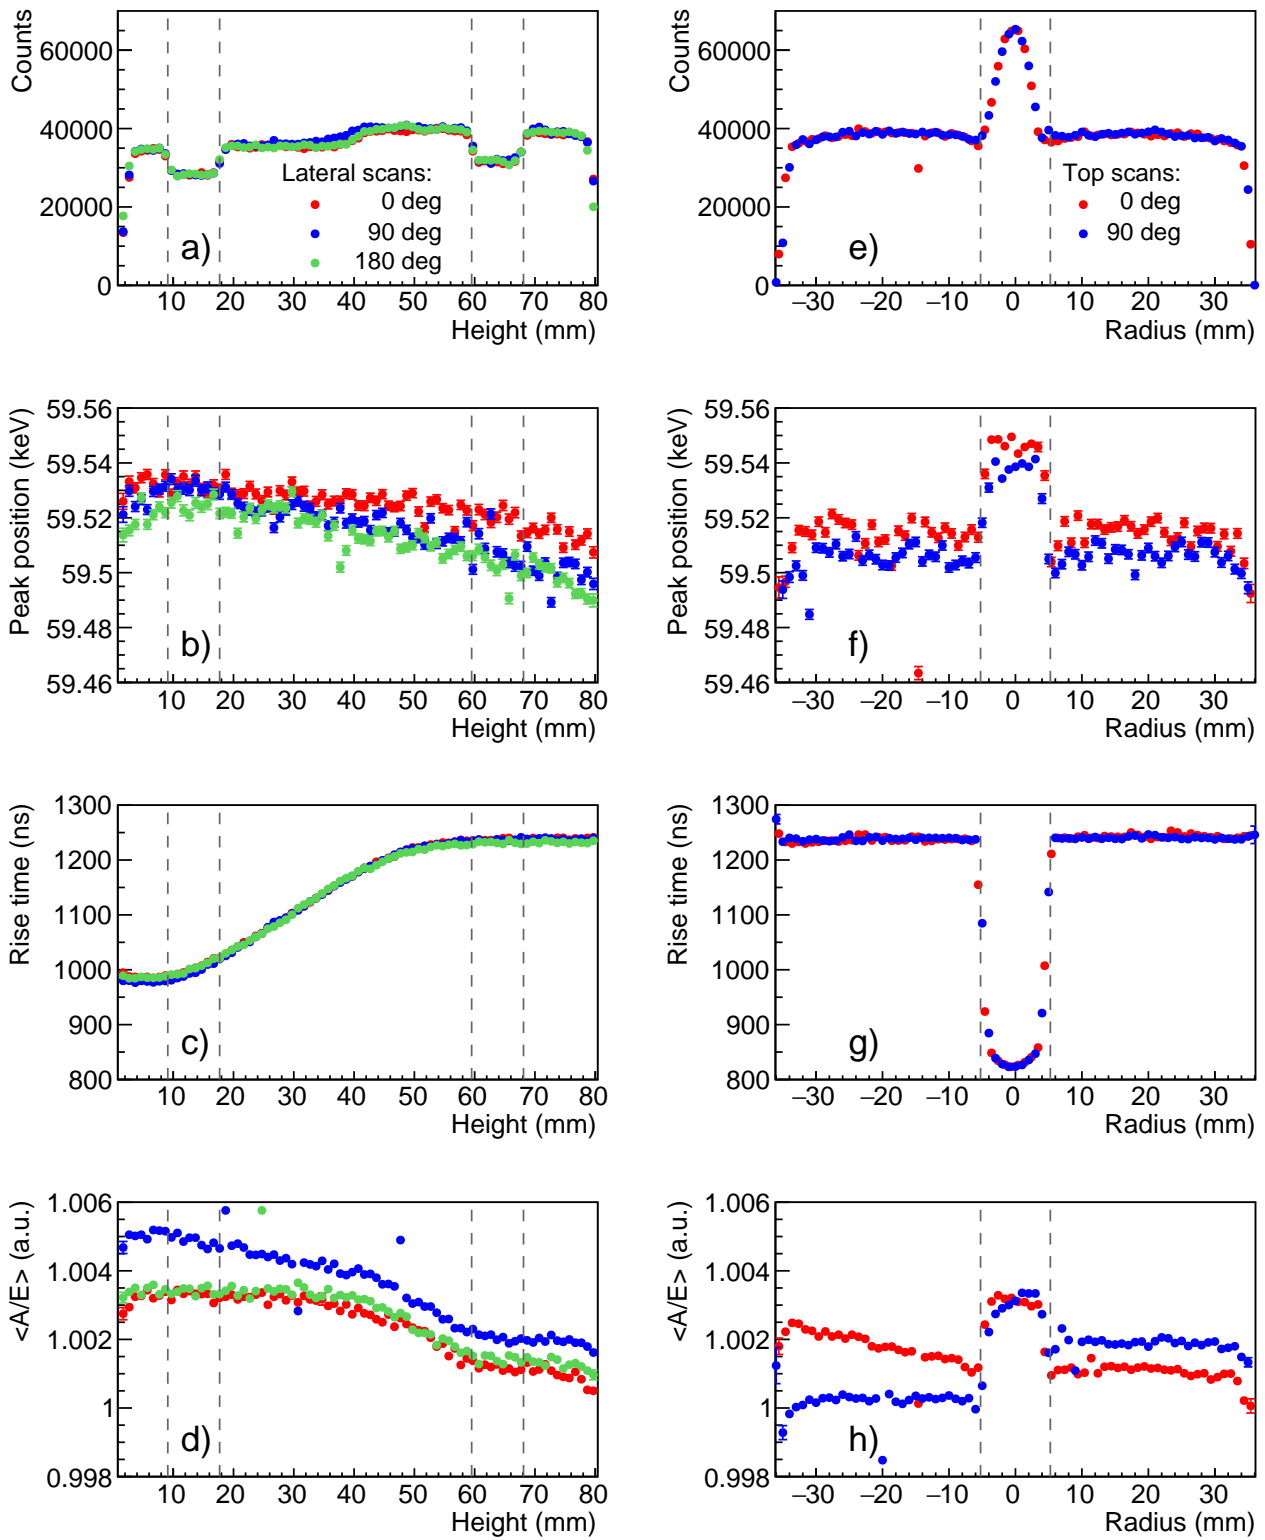 Counts
60000
40000
20000
0
Lateral scans:
0 deg
90 deg
180 deg
a)
10 20 30 40 50 60 70 80
Height (mm)
Counts
60000
40000
20000
0
Top scans:
0 deg
90 deg
e)
−30 −20 −10 0 10 20 30
Radius (mm)
Peak position (keV)
59.56
59.54
59.52
59.5
59.48
59.46
b)
10 20 30 40 50 60 70 80
Height (mm)
Peak position (keV)
59.56
59.54
59.52
59.5
59.48
59.46
f)
−30 −20 −10 0 10 20 30
Radius (mm)
Rise time (ns)
1300
1200
1100
1000
900
800
c)
10 20 30 40 50 60 70 80
Height (mm)
Rise time (ns)
1300
1200
1100
1000
900
800
g)
−30 −20 −10 0 10 20 30
Radius (mm)
<A/E> (a.u.)
1.006
1.004
1.002
1
0.998
d)
10 20 30 40 50 60 70 80
Height (mm)
<A/E> (a.u.)
1.006
1.004
1.002
1
0.998
h)
−30 −20 −10 0 10 20 30
Radius (mm)